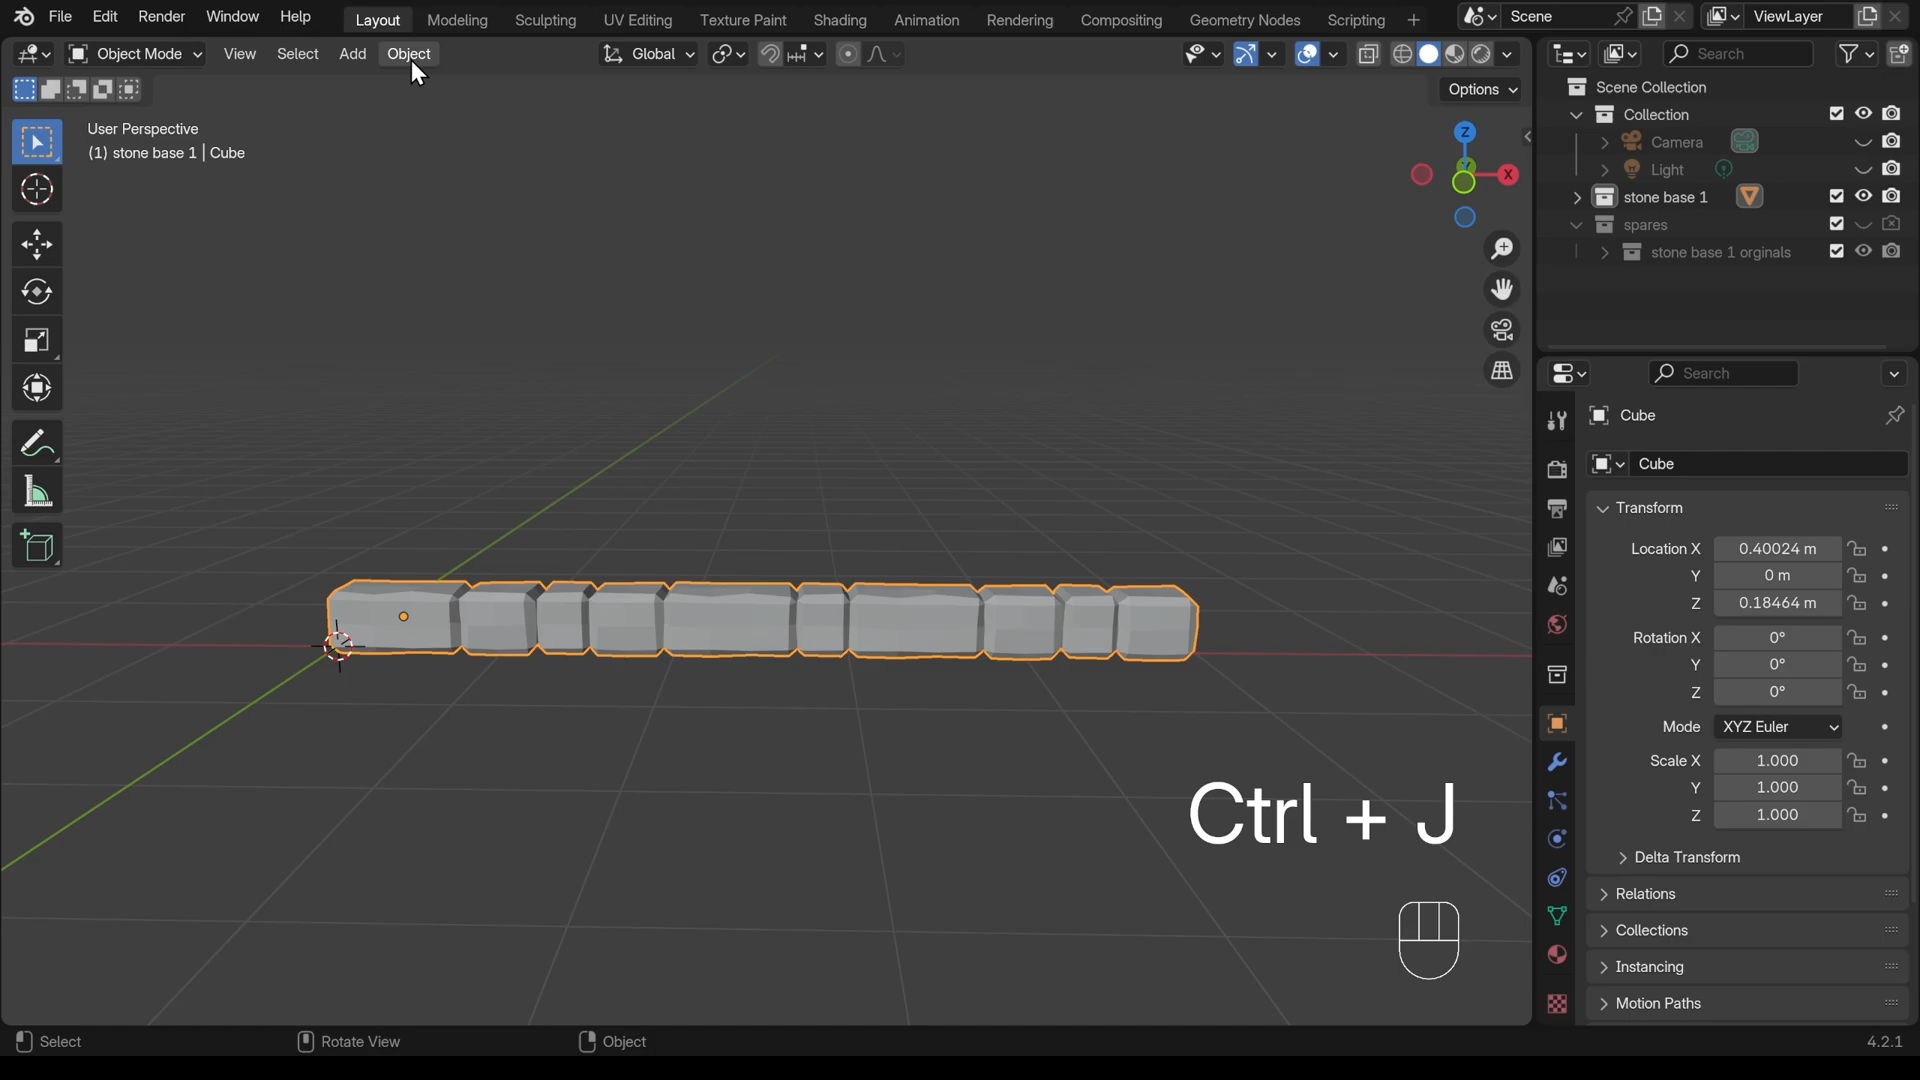 File Edit Render Window Help Layout Modeling Sculpting UV Editing Texture Paint Shading Animation Rendering Compositing Geometry Nodes Scripting + Scene ViewLayer
Object Mode View Select Add Object Global Search
Options
User Perspective
(1) stone base 1 | Cube
Z
Y
X
Scene Collection
Collection
Camera
Light
stone base 1
spares
stone base 1 orginals
Search
Cube
Cube
Transform
Location X 0.40024 m
Y 0 m
Z 0.18464 m
Rotation X 0°
Y 0°
Z 0°
Mode XYZ Euler
Scale X 1.000
Y 1.000
Z 1.000
Delta Transform
Relations
Collections
Instancing
Motion Paths
Ctrl + J
Select Rotate View Object 4.2.1